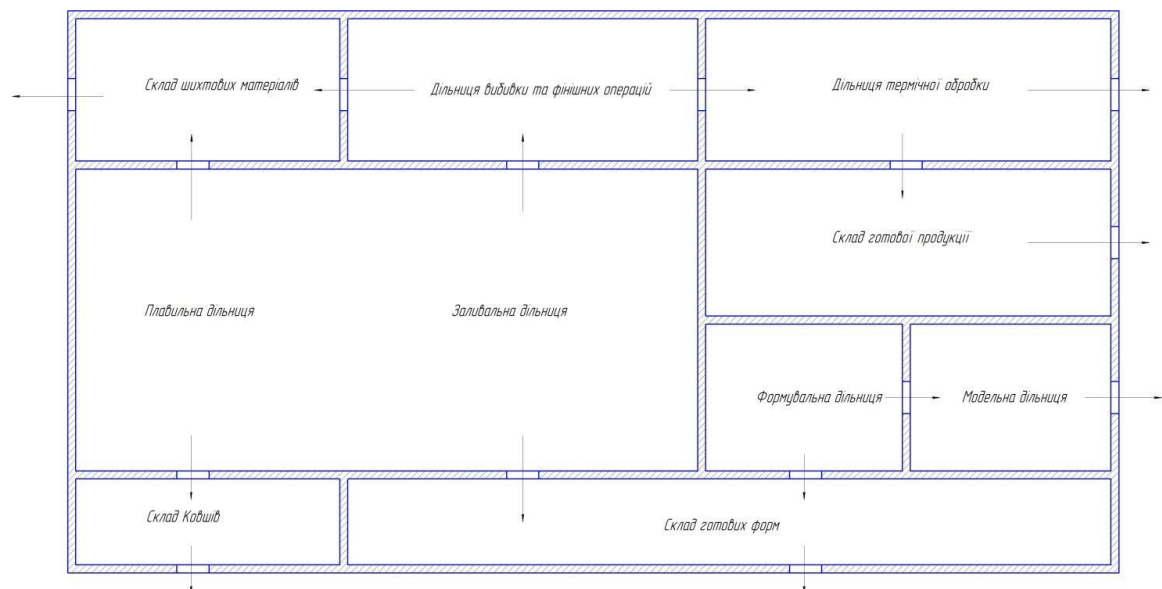 Склад шихтових матеріалів
Дільниця вибивки та фінішних операцій
Дільниця термічної обробки
Склад готової продукції
Плавильна дільниця
Заливальна дільниця
Формувальна дільниця
Модельна дільниця
Склад Ковшів
Склад готових форм